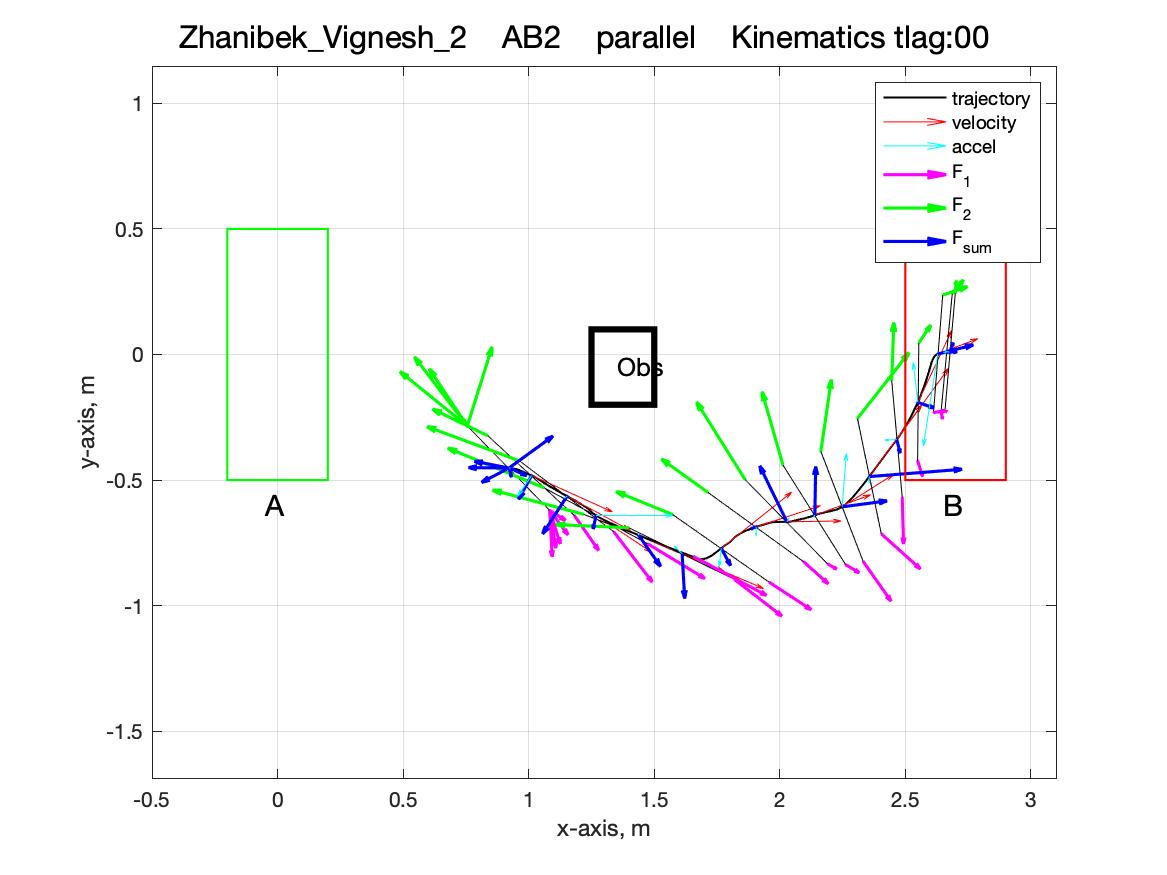 Zhanibek_Vignesh_2 AB2 parallel Kinematics tlag:00
trajectory
velocity
accel
F1
F2
Fsum
1
0.5
0
-0.5
-1
-1.5
y-axis, m
Obs
A
B
-0.5 0 0.5 1 1.5 2 2.5 3
x-axis, m